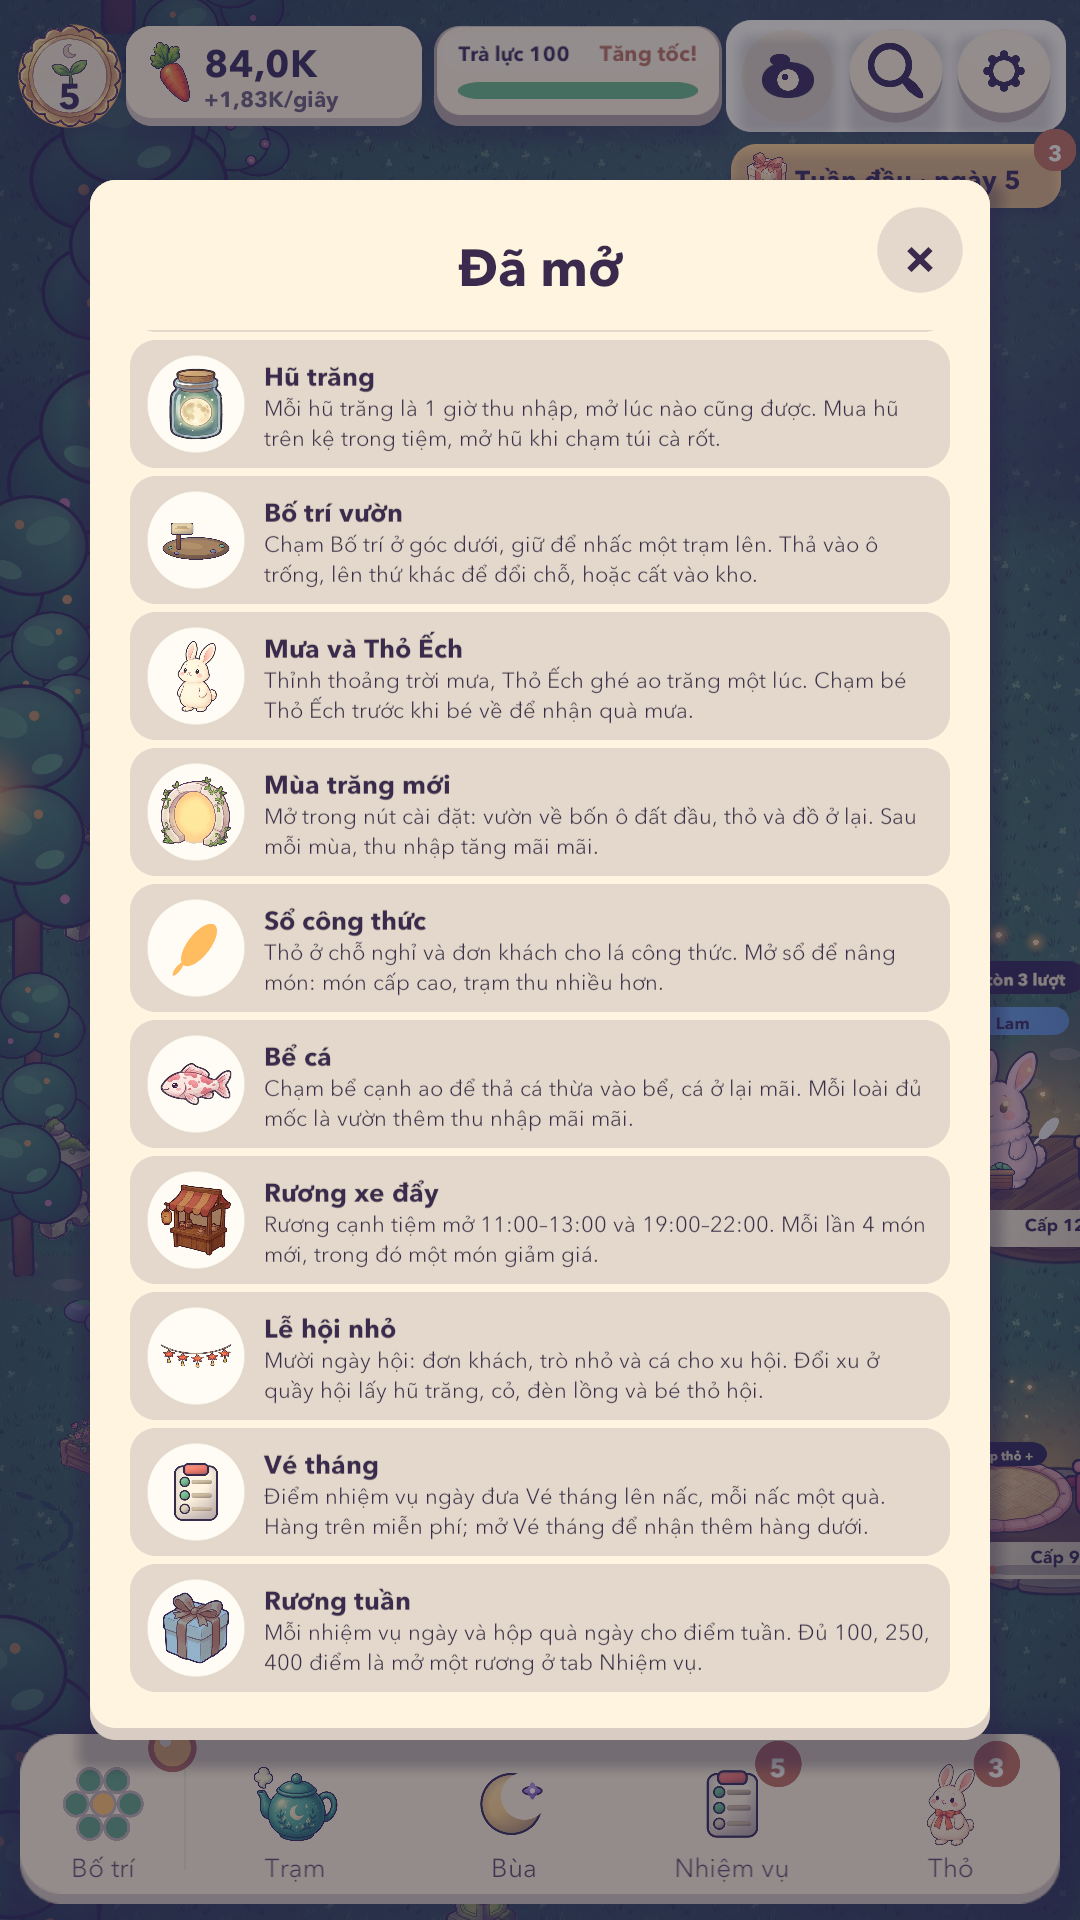 5
84,0K
+1,83K/giây
Trà lực 100
Tăng tốc!
3
Tuần đầu · ngày 5
Đã mở
Hũ trăng
Mỗi hũ trăng là 1 giờ thu nhập, mở lúc nào cũng được. Mua hũ
trên kệ trong tiệm, mở hũ khi chạm túi cà rốt.
Bố trí vườn
Chạm Bố trí ở góc dưới, giữ để nhấc một trạm lên. Thả vào ô
trống, lên thứ khác để đổi chỗ, hoặc cất vào kho.
Mưa và Thỏ Ếch
Thỉnh thoảng trời mưa, Thỏ Ếch ghé ao trăng một lúc. Chạm bé
Thỏ Ếch trước khi bé về để nhận quà mưa.
Mùa trăng mới
Mở trong nút cài đặt: vườn về bốn ô đất đầu, thỏ và đồ ở lại. Sau
mỗi mùa, thu nhập tăng mãi mãi.
Sổ công thức
Thỏ ở chỗ nghỉ và đơn khách cho lá công thức. Mở sổ để nâng
món: món cấp cao, trạm thu nhiều hơn.
Bể cá
Chạm bể cạnh ao để thả cá thừa vào bể, cá ở lại mãi. Mỗi loài đủ
mốc là vườn thêm thu nhập mãi mãi.
Rương xe đẩy
Rương cạnh tiệm mở 11:00–13:00 và 19:00–22:00. Mỗi lần 4 món
mới, trong đó một món giảm giá.
Lễ hội nhỏ
Mười ngày hội: đơn khách, trò nhỏ và cá cho xu hội. Đổi xu ở
quầy hội lấy hũ trăng, cỏ, đèn lồng và bé thỏ hội.
Vé tháng
Điểm nhiệm vụ ngày đưa Vé tháng lên nấc, mỗi nấc một quà.
Hàng trên miễn phí; mở Vé tháng để nhận thêm hàng dưới.
Rương tuần
Mỗi nhiệm vụ ngày và hộp quà ngày cho điểm tuần. Đủ 100, 250,
400 điểm là mở một rương ở tab Nhiệm vụ.
còn 3 lượt
Lam
Cấp 12
thỏ +
Cấp 9
5
3
Bố trí
Trạm
Bùa
Nhiệm vụ
Thỏ